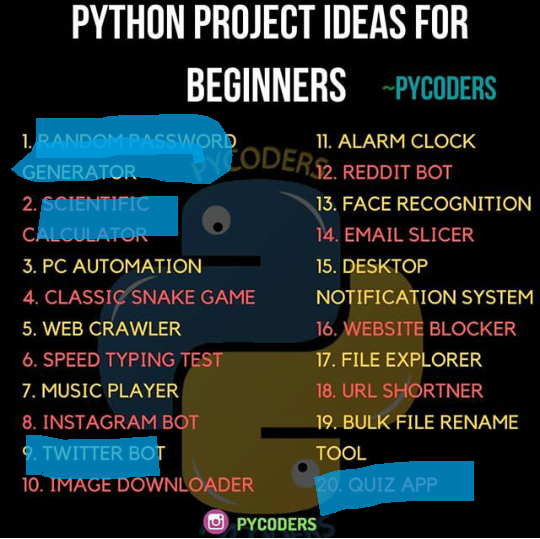 PYTHON PROJECT IDEAS FOR
BEGINNERS ~PYCODERS
1. RANDOM PASSWORD
GENERATOR
2. SCIENTIFIC
CALCULATOR
3. PC AUTOMATION
4. CLASSIC SNAKE GAME
5. WEB CRAWLER
6. SPEED TYPING TEST
7. MUSIC PLAYER
8. INSTAGRAM BOT
9. TWITTER BOT
10. IMAGE DOWNLOADER
11. ALARM CLOCK
12. REDDIT BOT
13. FACE RECOGNITION
14. EMAIL SLICER
15. DESKTOP
NOTIFICATION SYSTEM
16. WEBSITE BLOCKER
17. FILE EXPLORER
18. URL SHORTNER
19. BULK FILE RENAME
TOOL
20. QUIZ APP
PYCODERS
PYCODERS